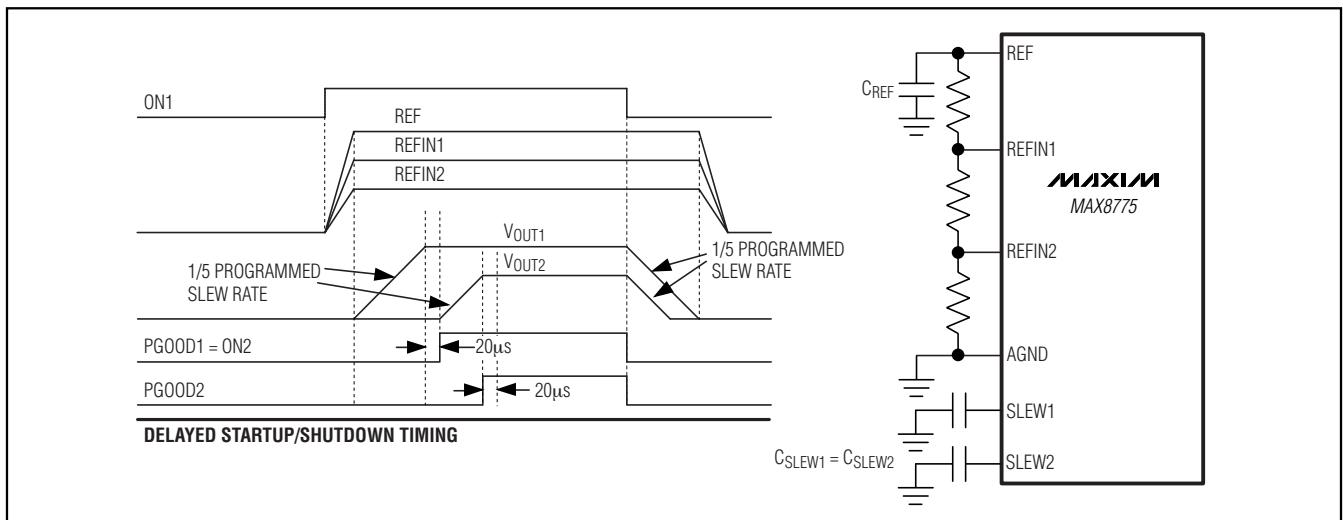 ON1
REF
REFIN1
REFIN2
VOUT1
VOUT2
1/5 PROGRAMMED
SLEW RATE
1/5 PROGRAMMED
SLEW RATE
PGOOD1 = ON2
20μs
PGOOD2
20μs
DELAYED STARTUP/SHUTDOWN TIMING
CREF
REF
REFIN1
MAXIM
MAX8775
REFIN2
AGND
SLEW1
CSLEW1 = CSLEW2
SLEW2